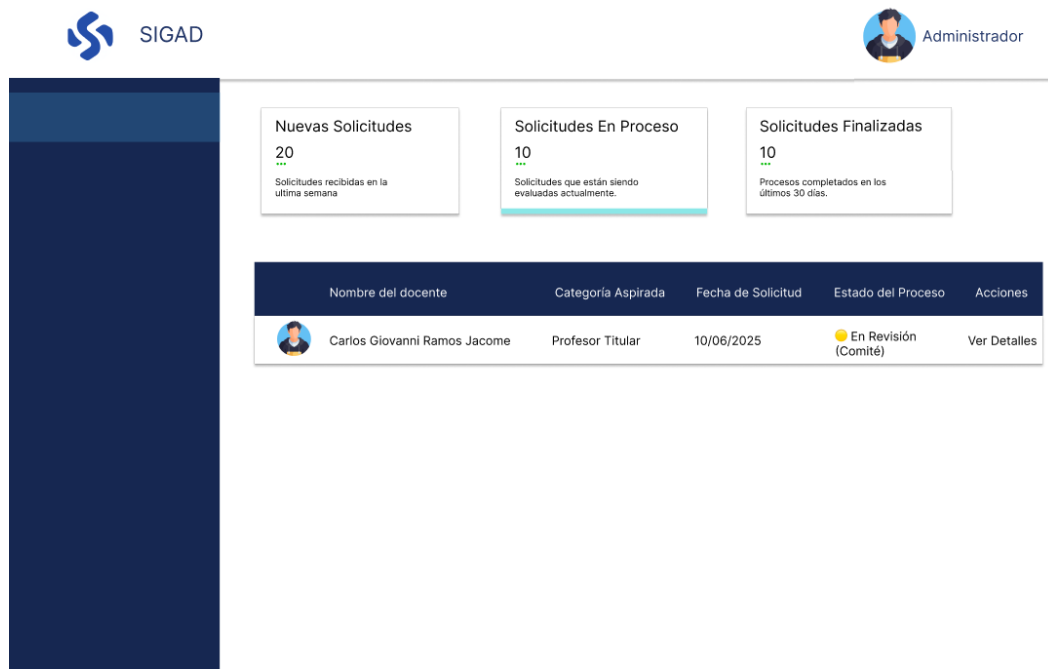 SIGAD
Administrador
Nuevas Solicitudes
20
Solicitudes recibidas en la
ultima semana
Solicitudes En Proceso
10
Solicitudes que están siendo
evaluadas actualmente.
Solicitudes Finalizadas
10
Procesos completados en los
últimos 30 días.
Nombre del docente Categoría Aspirada Fecha de Solicitud Estado del Proceso Acciones
Carlos Giovanni Ramos Jacome Profesor Titular 10/06/2025 En Revisión
(Comité) Ver Detalles